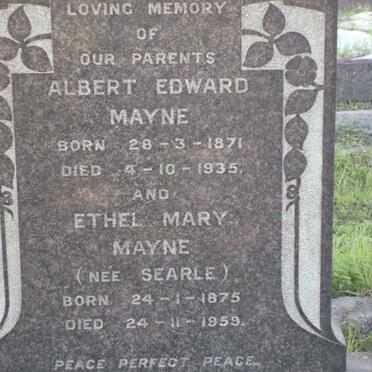 LOVING MEMORY
OF
OUR PARENTS
ALBERT EDWARD
MAYNE
BORN 28-3-1871
DIED 4-10-1935.
AND
ETHEL MARY
MAYNE
(NEE SEARLE)
BORN 24-1-1875
DIED 24-11-1959.
PEACE PERFECT PEACE.